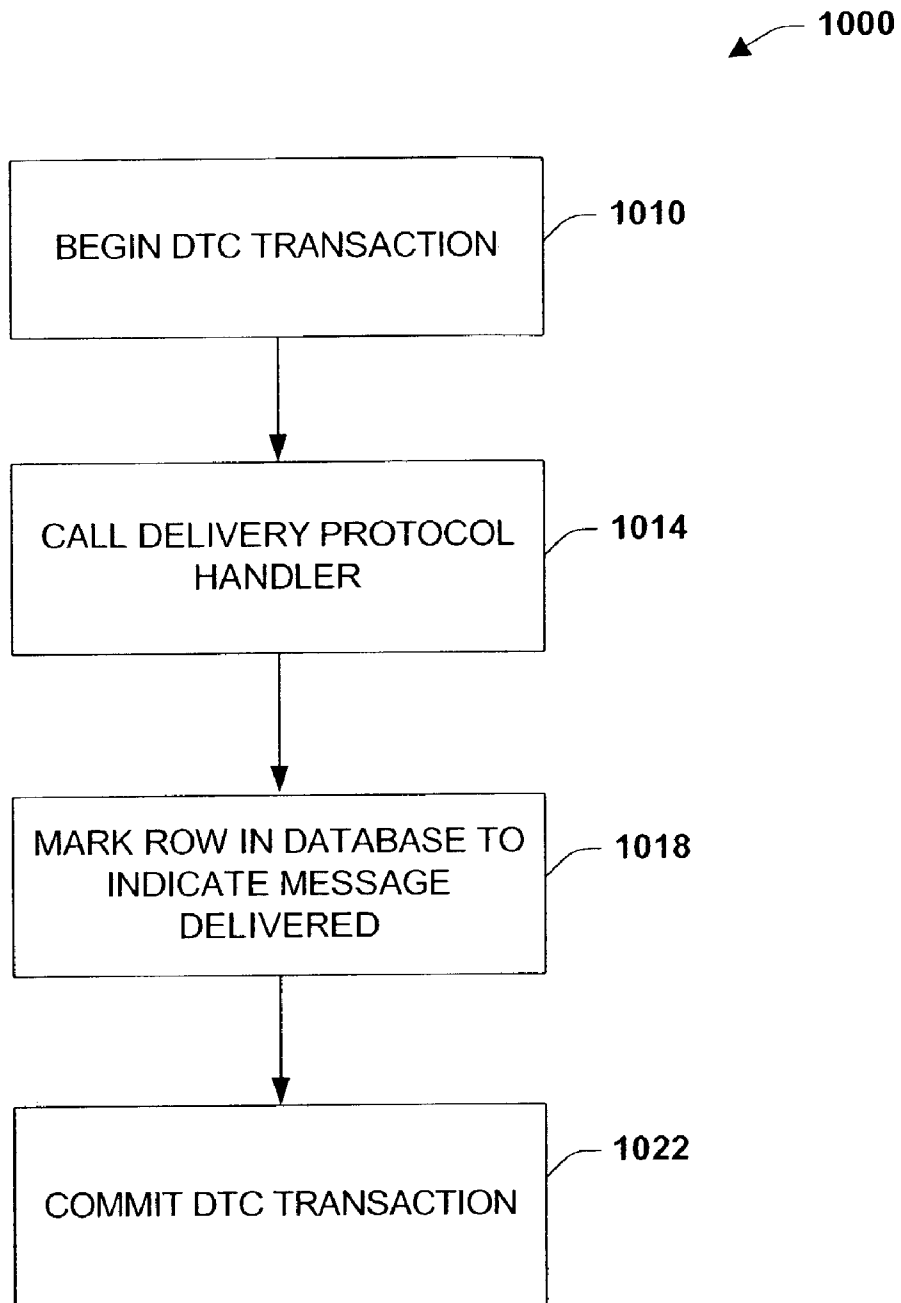 1000
BEGIN DTC TRANSACTION
1010
CALL DELIVERY PROTOCOL
HANDLER
1014
MARK ROW IN DATABASE TO
INDICATE MESSAGE
DELIVERED
1018
COMMIT DTC TRANSACTION
1022